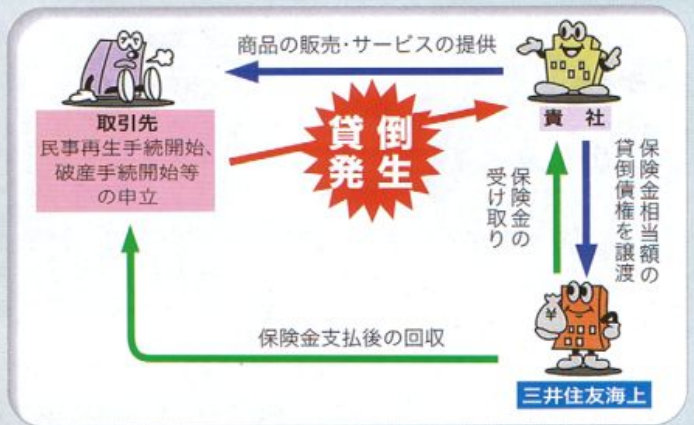 商品の販売・サービスの提供
取引先
民事再生手続開始、
破産手続開始等
の申立
貸倒
発生
貴社
保険金の
受け取り
保険金相当額の
貸倒債権を譲渡
¥
保険金支払後の回収
三井住友海上